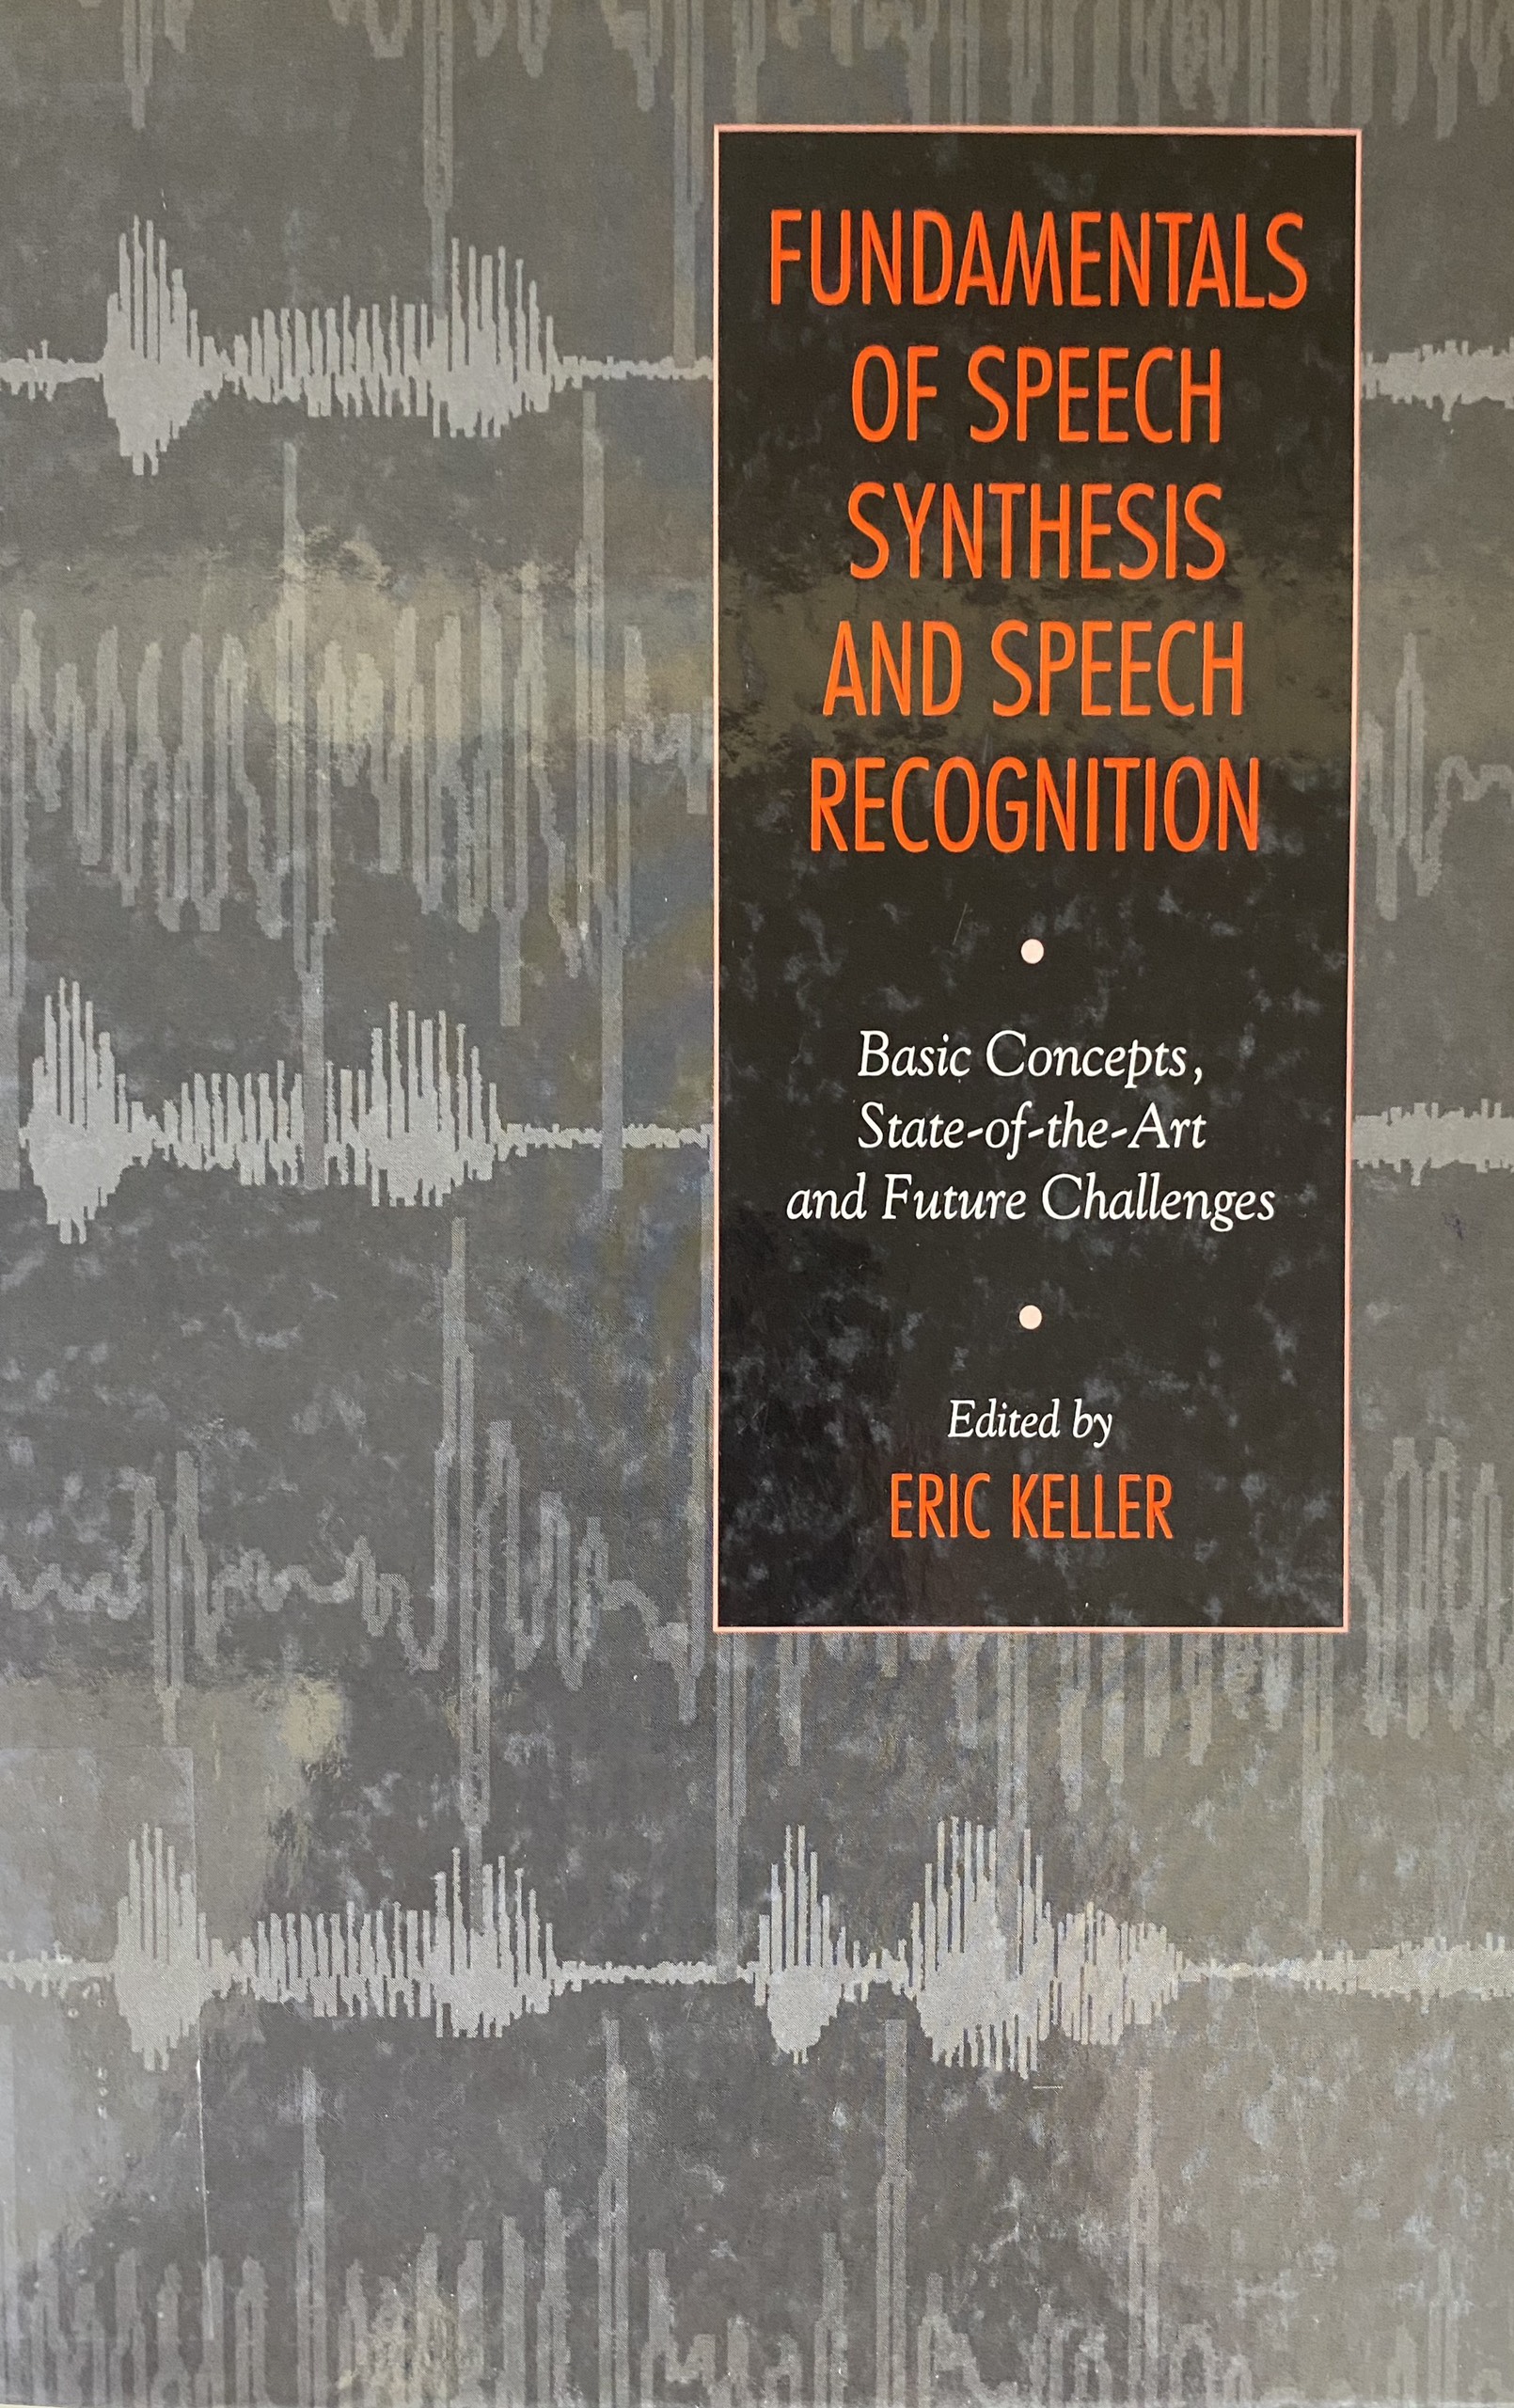 FUNDAMENTALS
OF SPEECH
SYNTHESIS
AND SPEECH
RECOGNITION
Basic Concepts,
State-of-the-Art
and Future Challenges
Edited by
ERIC KELLER